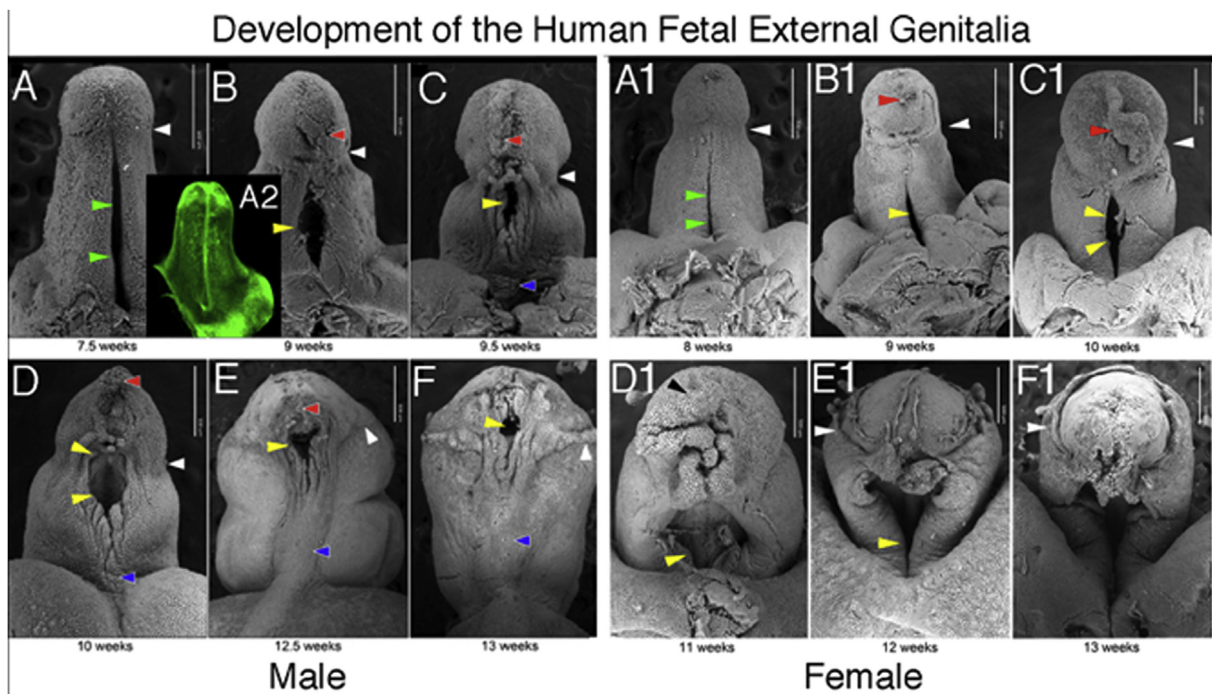 Development of the Human Fetal External Genitalia
A
B
C
A1
B1
C1
A2
7.5 weeks
9 weeks
9.5 weeks
8 weeks
9 weeks
10 weeks
D
E
F
D1
E1
F1
10 weeks
12.5 weeks
13 weeks
11 weeks
12 weeks
13 weeks
Male
Female